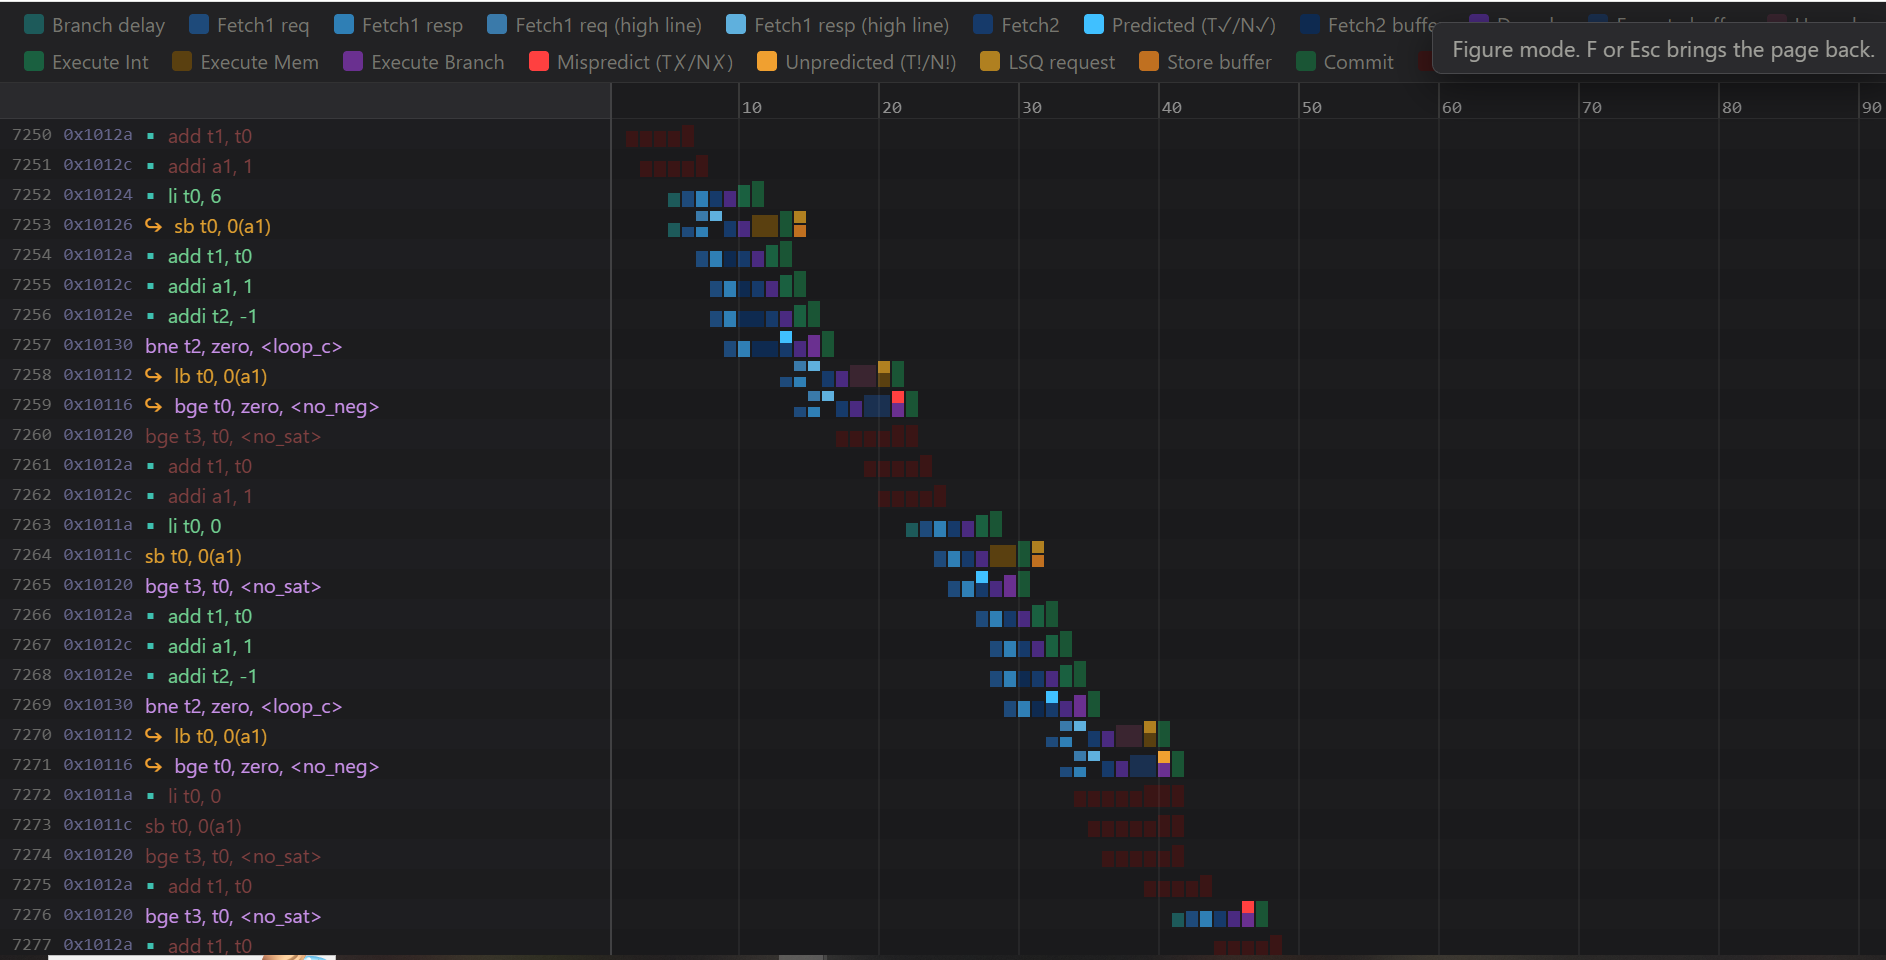 Branch delay Fetch1 req Fetch1 resp Fetch1 req (high line) Fetch1 resp (high line) Fetch2 Predicted (T✓/N✓) Fetch2
Figure mode. F or Esc brings the page back.
Execute Int Execute Mem Execute Branch Mispredict (T✗/N✗) Unpredicted (T!/N!) LSQ request Store buffer Commit
10 20 30 40 50 60 70 80 90
7250 0x1012a ▪ add t1, t0
7251 0x1012c ▪ addi a1, 1
7252 0x10124 ▪ li t0, 6
7253 0x10126 ↪ sb t0, 0(a1)
7254 0x1012a ▪ add t1, t0
7255 0x1012c ▪ addi a1, 1
7256 0x1012e ▪ addi t2, -1
7257 0x10130 bne t2, zero, <loop_c>
7258 0x10112 ↪ lb t0, 0(a1)
7259 0x10116 ↪ bge t0, zero, <no_neg>
7260 0x10120 bge t3, t0, <no_sat>
7261 0x1012a ▪ add t1, t0
7262 0x1012c ▪ addi a1, 1
7263 0x1011a ▪ li t0, 0
7264 0x1011c sb t0, 0(a1)
7265 0x10120 bge t3, t0, <no_sat>
7266 0x1012a ▪ add t1, t0
7267 0x1012c ▪ addi a1, 1
7268 0x1012e ▪ addi t2, -1
7269 0x10130 bne t2, zero, <loop_c>
7270 0x10112 ↪ lb t0, 0(a1)
7271 0x10116 ↪ bge t0, zero, <no_neg>
7272 0x1011a ▪ li t0, 0
7273 0x1011c sb t0, 0(a1)
7274 0x10120 bge t3, t0, <no_sat>
7275 0x1012a ▪ add t1, t0
7276 0x10120 bge t3, t0, <no_sat>
7277 0x1012a ▪ add t1, t0